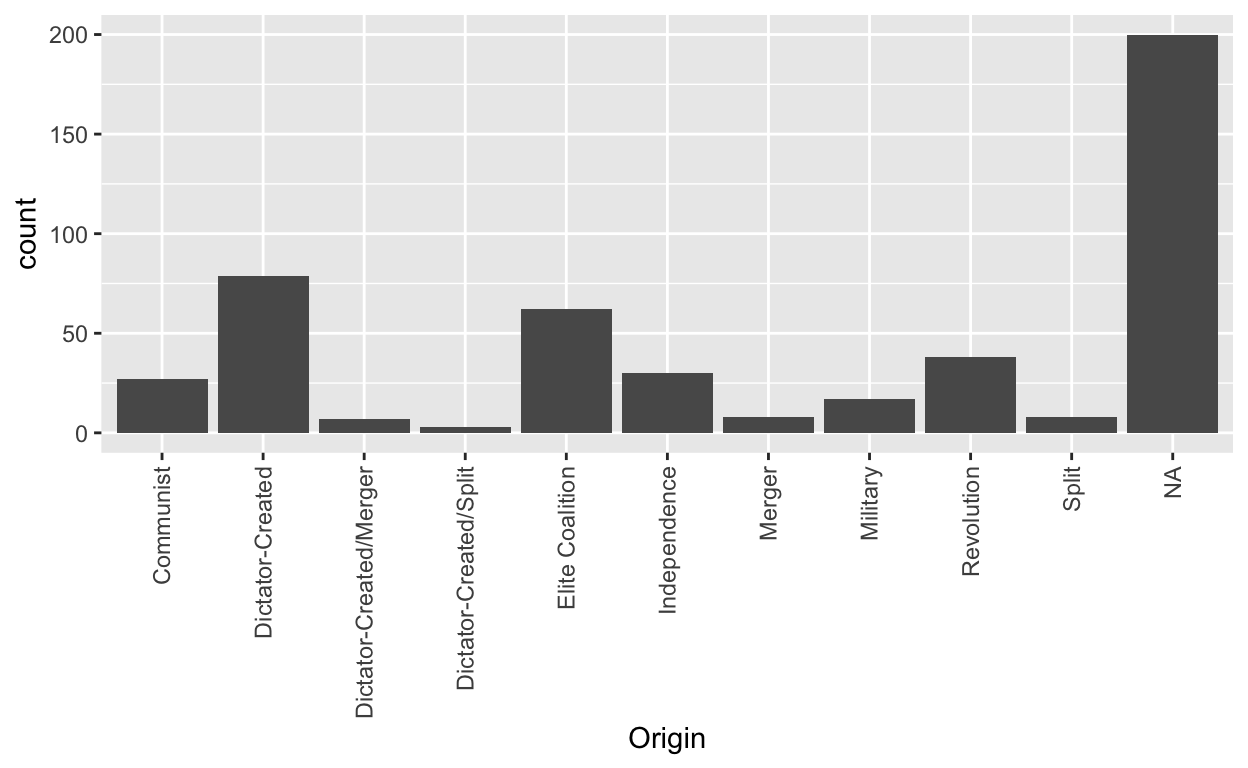 200
150
100
50
0
count
Communist
Dictator-Created
Dictator-Created/Merger
Dictator-Created/Split
Elite Coalition
Independence
Merger
Military
Revolution
Split
NA
Origin